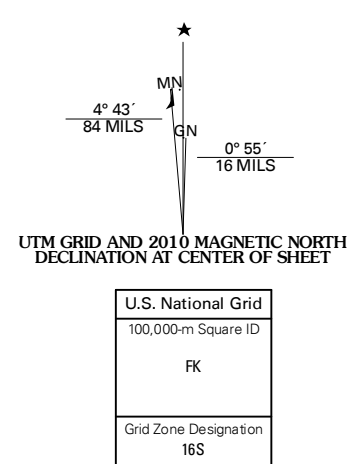 ★
MN
4° 43´
84 MILS
GN
0° 55´
16 MILS
UTM GRID AND 2010 MAGNETIC NORTH
DECLINATION AT CENTER OF SHEET
U.S. National Grid
100,000-m Square ID
FK
Grid Zone Designation
16S